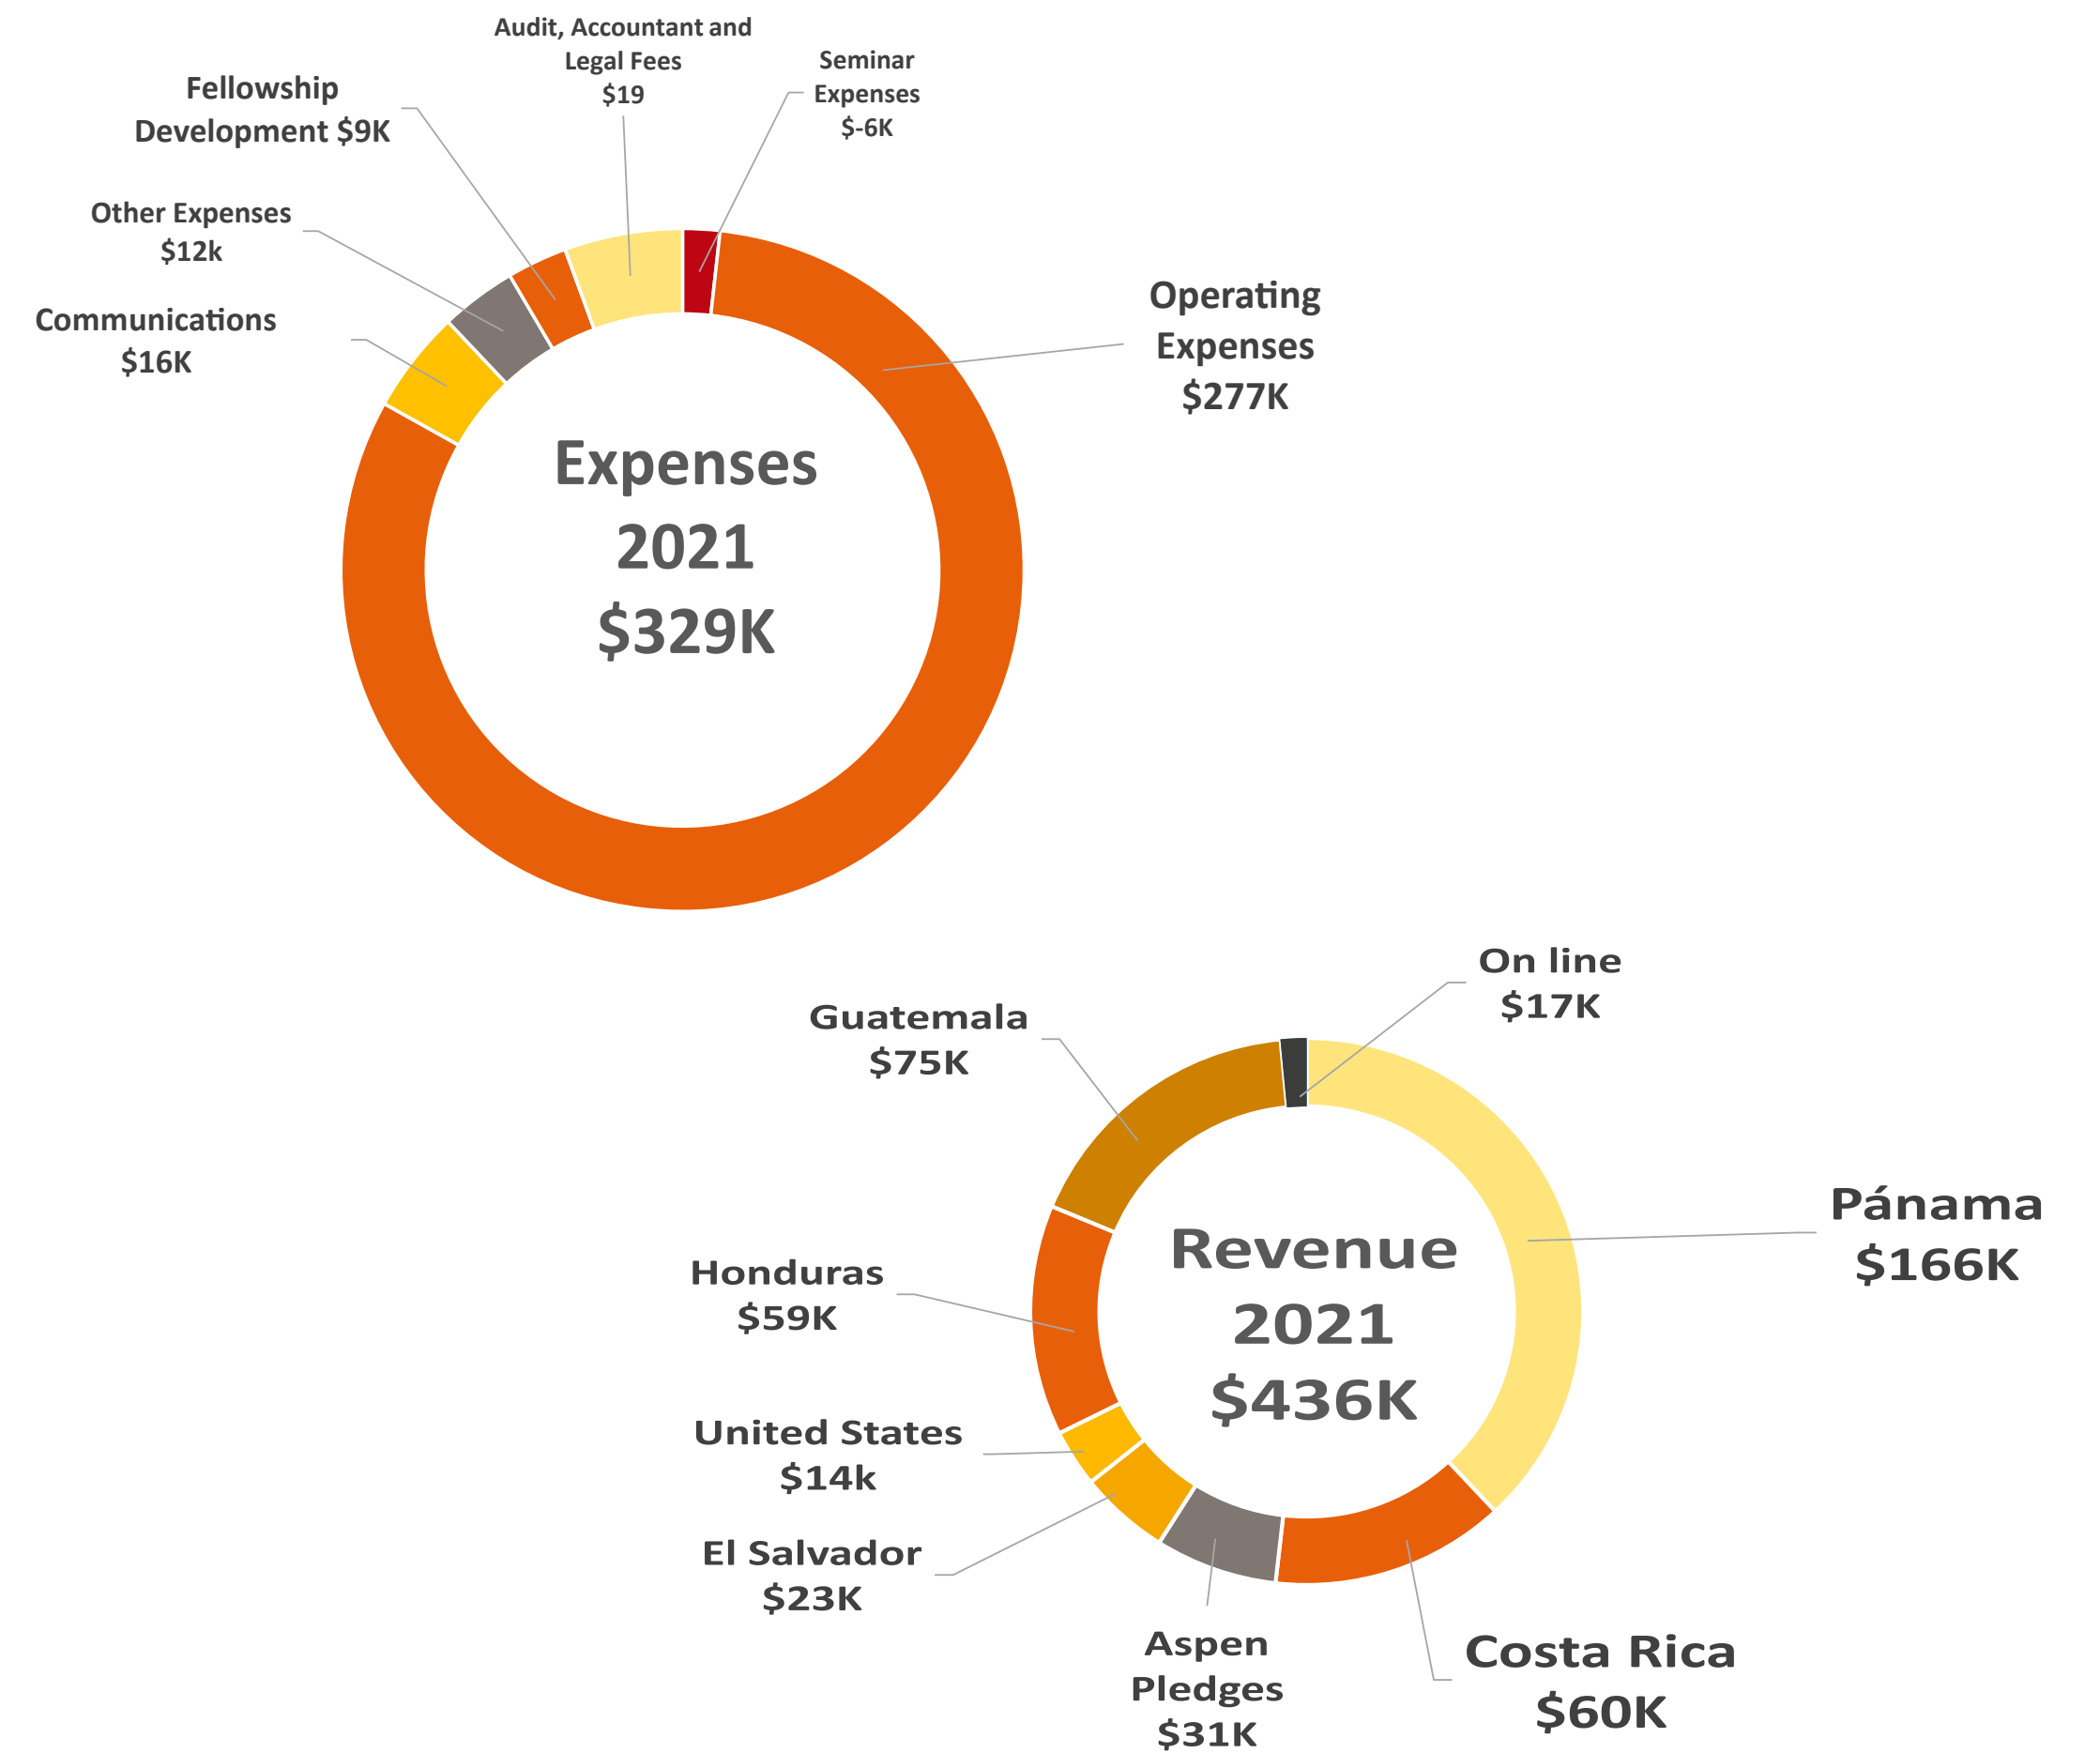 Audit, Accountant and
Legal Fees
$19
Seminar
Expenses
$-6K
Fellowship
Development $9K
Other Expenses
$12k
Communications
$16K
Operating
Expenses
$277K
Expenses
2021
$329K
On line
$17K
Guatemala
$75K
Pánama
$166K
Revenue
2021
$436K
Honduras
$59K
United States
$14k
El Salvador
$23K
Aspen
Pledges
$31K
Costa Rica
$60K